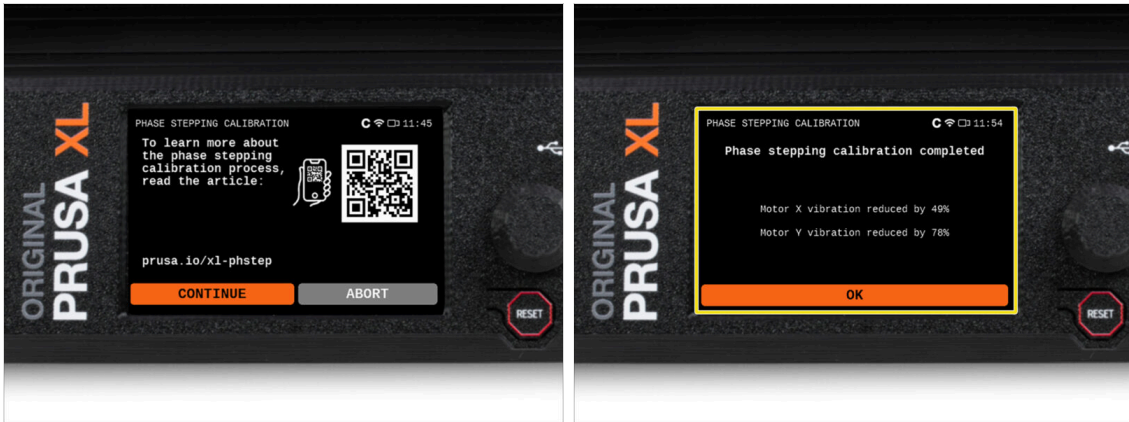 ORIGINAL
PRUSA XL
PHASE STEPPING CALIBRATION
C 11:45
To learn more about
the phase stepping
calibration process,
read the article:
prusa.io/xl-phstep
CONTINUE
ABORT
RESET
ORIGINAL
PRUSA XL
PHASE STEPPING CALIBRATION
C 11:54
Phase stepping calibration completed
Motor X vibration reduced by 49%
Motor Y vibration reduced by 78%
OK
RESET